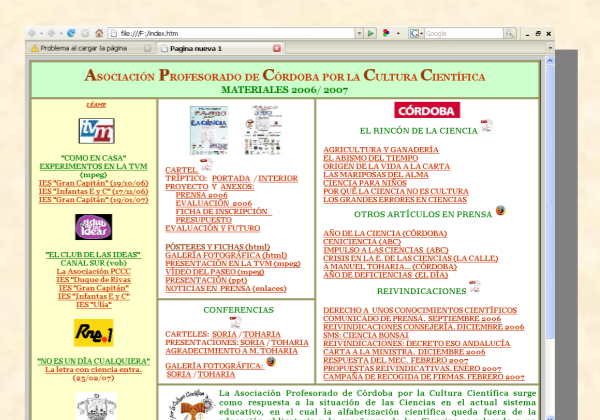 file:///F:/index.htm
Google
Problema al cargar la página
Pagina nueva 1
Asociación Profesorado de Córdoba por la Cultura Científica
MATERIALES 2006/ 2007
LÉAME
tvm
"COMO EN CASA"
EXPERIMENTOS EN LA TVM
(mpeg)
IES "Gran Capitán" (19/10/06)
IES "Infantas E y C" (17/11/06)
IES "Gran Capitán" (19/01/07)
club
ideas
"EL CLUB DE LAS IDEAS"
CANAL SUR (vob)
La Asociación PCCC
IES "Duque de Rivas
IES "Gran Capitán"
IES "Infantas E y C"
IES "Ulia"
Rne.1
"NO ES UN DÍA CUALQUIERA"
La letra con ciencia entra.
(25/02/07)
CARTEL
TRÍPTICO: PORTADA / INTERIOR
PROYECTO Y ANEXOS:
PRENSA 2006
EVALUACIÓN 2006
FICHA DE INSCRIPCIÓN
PRESUPUESTO
EVALUACIÓN Y FUTURO
PÓSTERES Y FICHAS (html)
GALERÍA FOTOGRÁFICA (html)
PRESENTACIÓN EN LA TVM (mpeg)
VÍDEO DEL PASEO (mpeg)
PRESENTACIÓN (ppt)
NOTICIAS EN PRENSA (enlaces)
CONFERENCIAS
CARTELES: SORIA / TOHARIA
PRESENTACIONES: SORIA / TOHARIA
AGRADECIMIENTO A M. TOHARIA
GALERÍA FOTOGRÁFICA:
SORIA / TOHARIA
CÓRDOBA
EL RINCÓN DE LA CIENCIA
AGRICULTURA Y GANADERÍA
EL ABISMO DEL TIEMPO
ORIGEN DE LA VIDA A LA CARTA
LAS MARIPOSAS DEL ALMA
CIENCIA PARA NIÑOS
POR QUÉ LA CIENCIA NO ES CULTURA
LOS GRANDES ERRORES EN CIENCIAS
OTROS ARTÍCULOS EN PRENSA
AÑO DE LA CIENCIA (CÓRDOBA)
CENICIENCIA (ABC)
IMPULSO A LAS CIENCIAS (ABC)
CRISIS EN LA E. DE LAS CIENCIAS (LA CALLE)
A MANUEL TOHARIA... (CÓRDOBA)
AÑO DE DEFICIENCIAS (EL DÍA)
REIVINDICACIONES
DERECHO A UNOS CONOCIMIENTOS CIENTÍFICOS
COMUNICADO DE PRENSA. SEPTIEMBRE 2006
REIVINDICACIONES CONSEJERÍA. DICIEMBRE 2006
SMS: CIENCIA BONSAI
REIVINDICACIONES: DECRETO ESO ANDALUCÍA
CARTA A LA MINISTRA. DICIEMBRE 2006
RESPUESTA DEL MEC. FEBRERO 2007
PROPUESTAS REIVINDICATIVAS. ENERO 2007
CAMPAÑA DE RECOGIDA DE FIRMAS. FEBRERO 2007
La Asociación Profesorado de Córdoba por la Cultura Científica surge
como respuesta a la situación de las Ciencias en el actual sistema
educativo, en el cual la alfabetización científica queda fuera de la